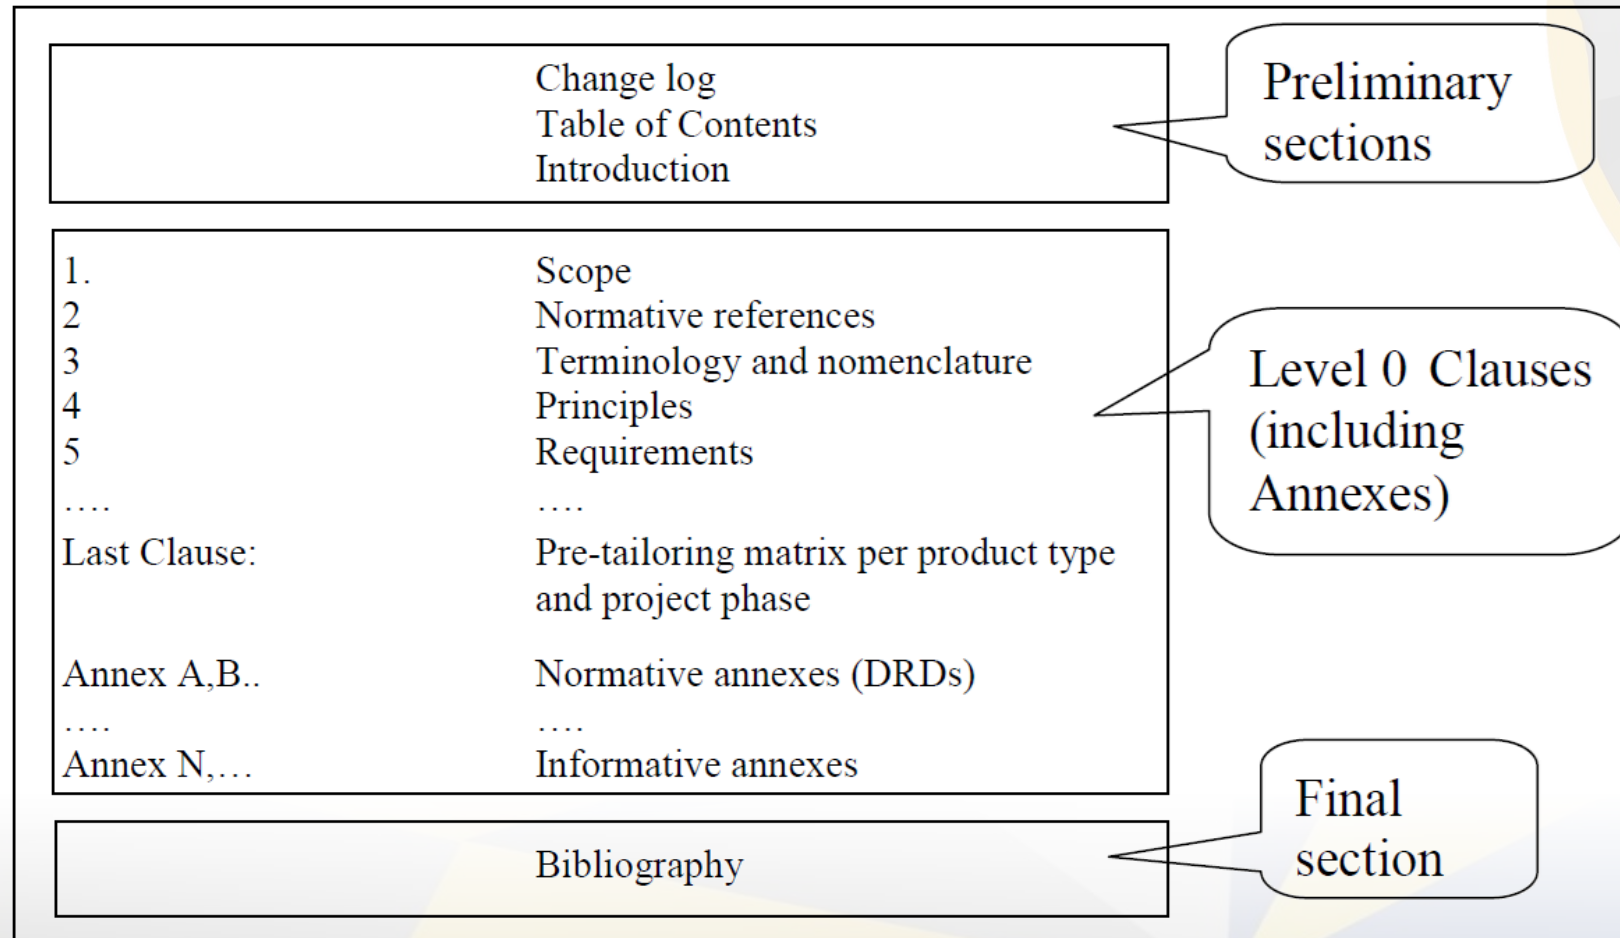 Change log
Table of Contents
Introduction
Preliminary
sections
1. Scope
2 Normative references
3 Terminology and nomenclature
4 Principles
5 Requirements
.... ....
Last Clause: Pre-tailoring matrix per product type
and project phase
Annex A,B.. Normative annexes (DRDs)
.... ....
Annex N,... Informative annexes
Level 0 Clauses
(including
Annexes)
Bibliography
Final
section